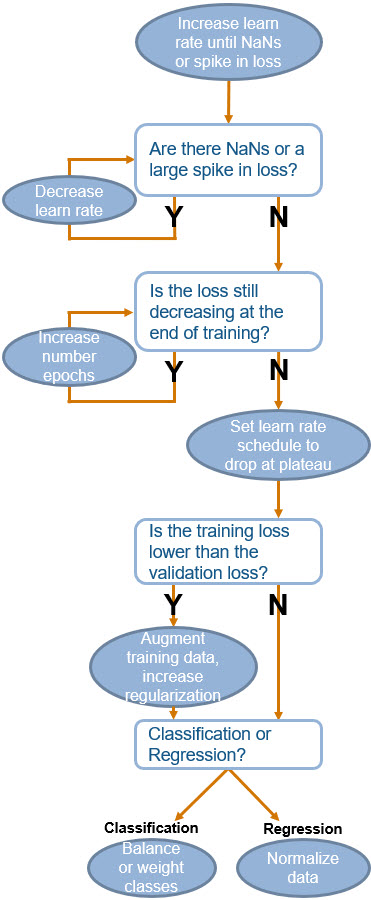 Increase learn
rate until NaNs
or spike in loss
Are there NaNs or a
large spike in loss?
Decrease
learn rate
Y
N
Is the loss still
decreasing at the
end of training?
Increase
number
epochs
Y
N
Set learn rate
schedule to
drop at plateau
Is the training loss
lower than the
validation loss?
Y
N
Augment
training data,
increase
regularization
Classification or
Regression?
Classification
Regression
Balance
or weight
classes
Normalize
data